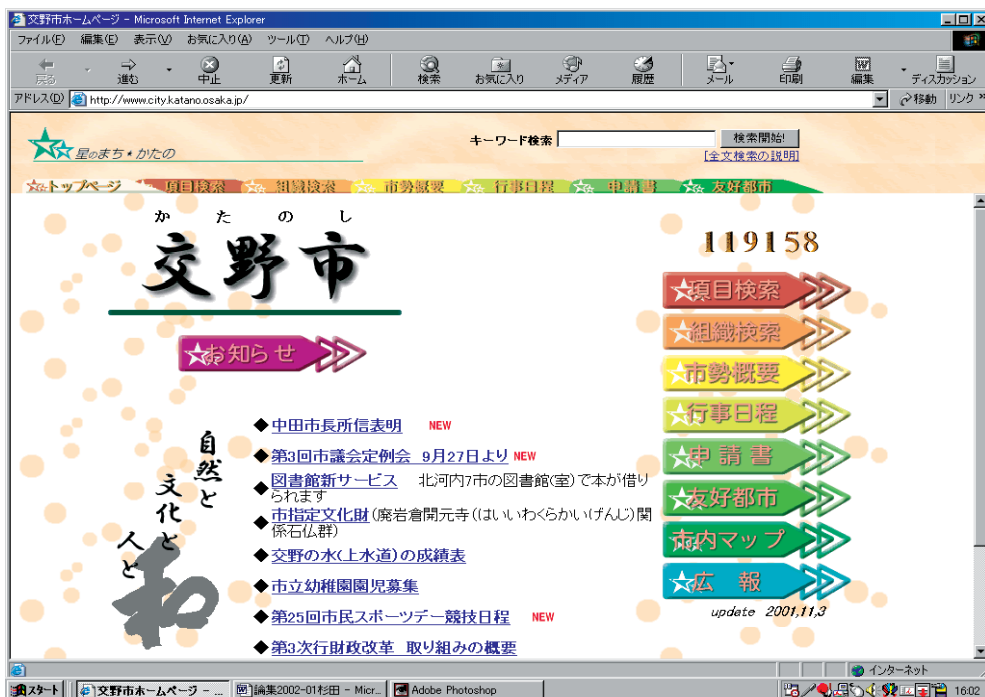 交野市ホームページ - Microsoft Internet Explorer
ファイル(F) 編集(E) 表示(V) お気に入り(A) ツール(T) ヘルプ(H)
戻る 進む 中止 更新 ホーム 検索 お気に入り メディア 履歴 メール 印刷 編集 ディスカッション
アドレス(D) http://www.city.katano.osaka.jp/ 移動 リンク »
星のまち★かたの
キーワード検索 検索開始!
[全文検索の説明]
トップページ 項目検索 組織検索 市勢概要 行事日程 申請書 友好都市
かたのし
交野市
119158
お知らせ
項目検索
組織検索
市勢概要
行事日程
申請書
友好都市
市内マップ
広報
update 2001,11,3
自然と
文化と
人と
和
◆中田市長所信表明 NEW
◆第3回市議会定例会 9月27日より NEW
◆図書館新サービス 北河内7市の図書館(室)で本が借り
られます
◆市指定文化財(廃岩倉開元寺((はいいわくらかいげんじ)関
係石仏群)
◆交野の水(上水道)の成績表
◆市立幼稚園園児募集
◆第25回市民スポーツデー競技日程 NEW
◆第3次行財政改革 取り組みの概要
インターネット
スタート 交野市ホームページ - ... 論集2002-01杉田 - Micr... Adobe Photoshop 16:02